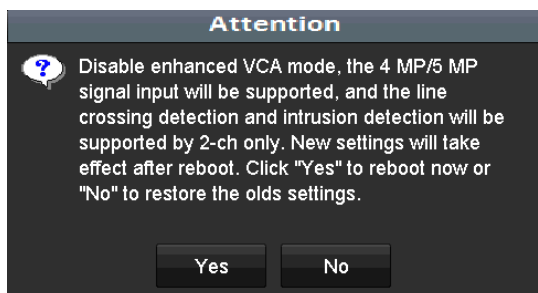 Attention
Disable enhanced VCA mode, the 4 MP/5 MP
signal input will be supported, and the line
crossing detection and intrusion detection will be
supported by 2-ch only. New settings will take
effect after reboot. Click "Yes" to reboot now or
"No" to restore the olds settings.
Yes
No